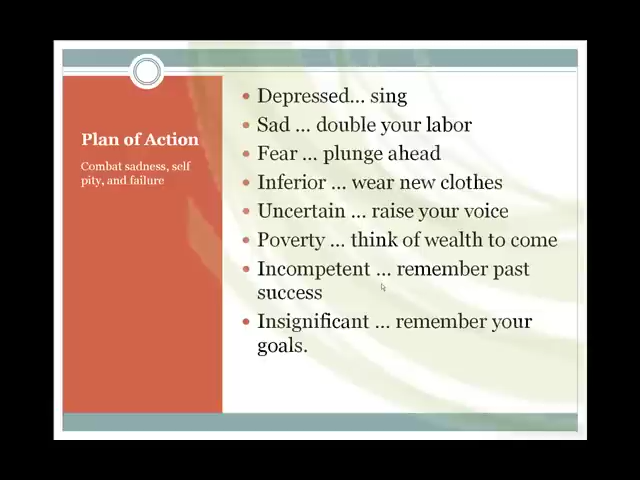 Plan of Action
Combat sadness, self
pity, and failure
Depressed... sing
Sad ... double your labor
Fear ... plunge ahead
Inferior ... wear new clothes
Uncertain ... raise your voice
Poverty ... think of wealth to come
Incompetent ... remember past
success
Insignificant ... remember your
goals.